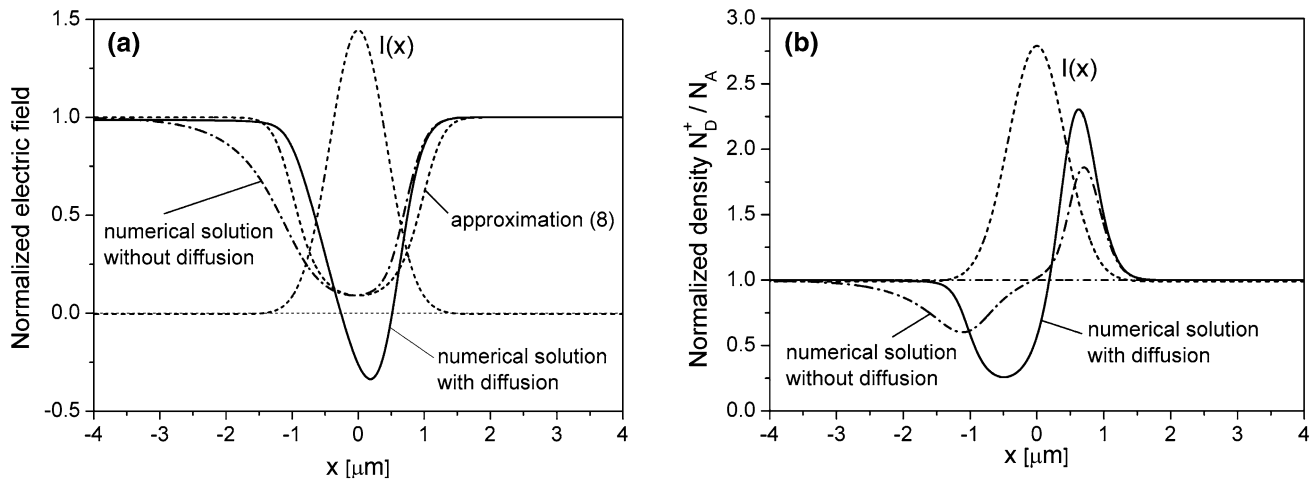 (a)
I(x)
Normalized electric field
1.5
1.0
0.5
0.0
-0.5
numerical solution
without diffusion
approximation (8)
numerical solution
with diffusion
-4 -3 -2 -1 0 1 2 3 4
x [μm]
(b)
I(x)
Normalized density N_D^+ / N_A
3.0
2.5
2.0
1.5
1.0
0.5
0.0
numerical solution
without diffusion
numerical solution
with diffusion
-4 -3 -2 -1 0 1 2 3 4
x [μm]